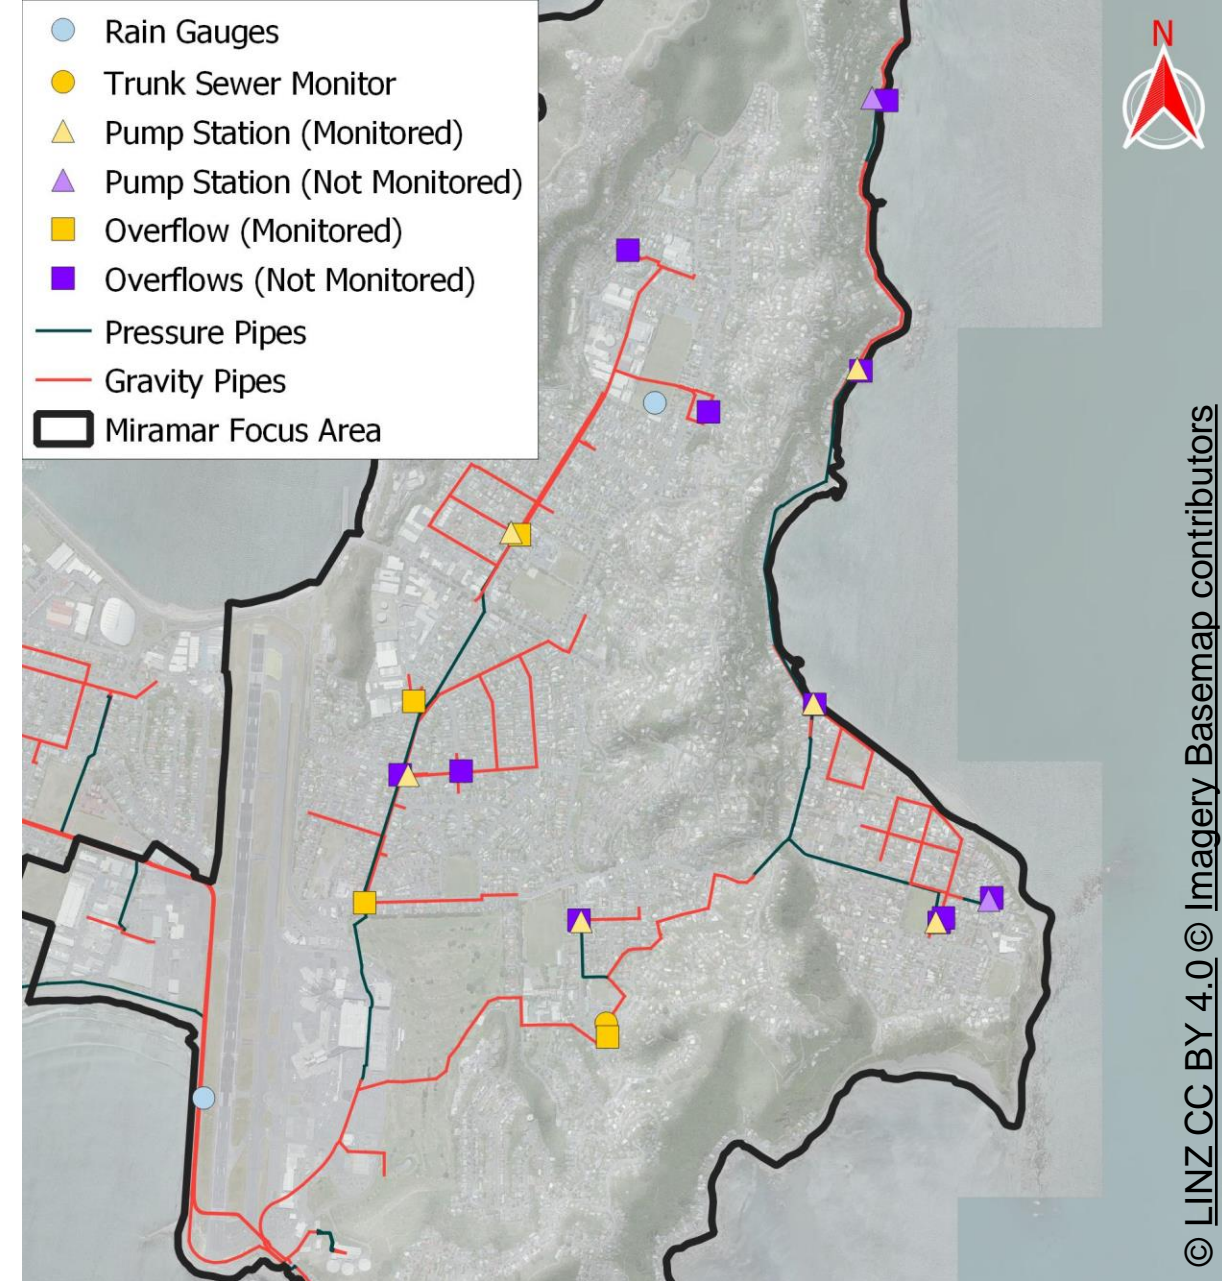 Rain Gauges
Trunk Sewer Monitor
Pump Station (Monitored)
Pump Station (Not Monitored)
Overflow (Monitored)
Overflows (Not Monitored)
Pressure Pipes
Gravity Pipes
Miramar Focus Area
N
© LINZ CC BY 4.0 © Imagery Basemap contributors